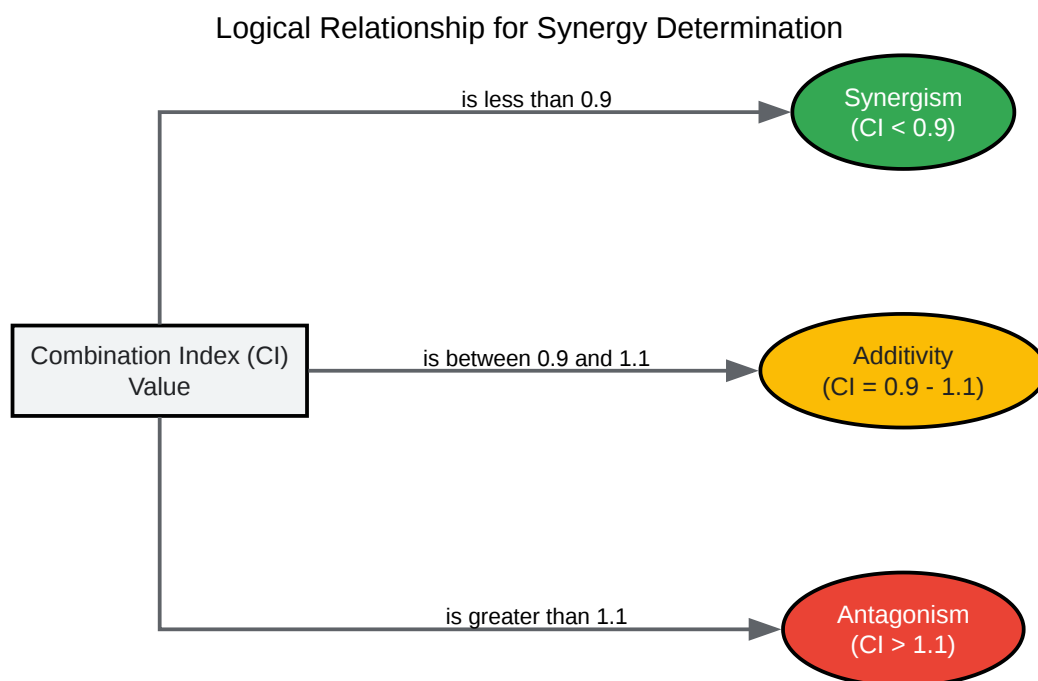 Logical Relationship for Synergy Determination
is less than 0.9
Synergism
(CI < 0.9)
Combination Index (CI)
Value
is between 0.9 and 1.1
Additivity
(CI = 0.9 - 1.1)
is greater than 1.1
Antagonism
(CI > 1.1)